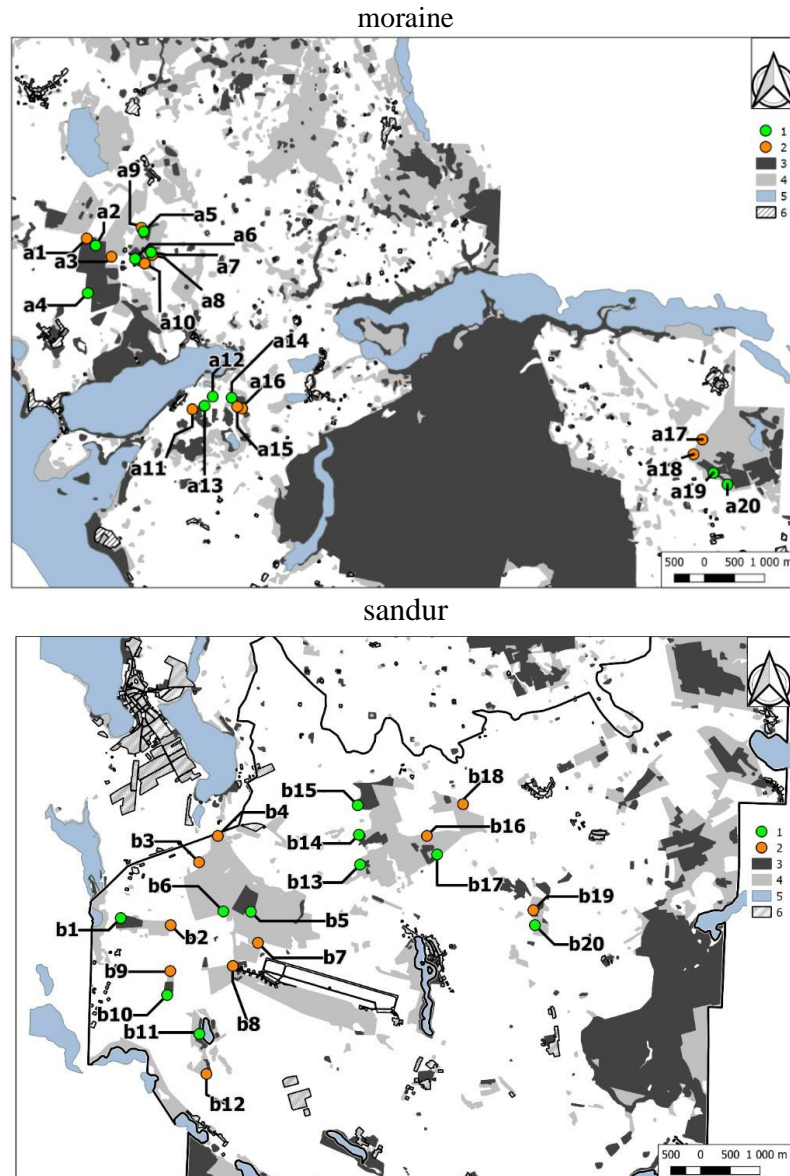 moraine
1
2
3
4
5
6
a9
a2
a5
a6
a1
a3
a7
a8
a4
a10
a14
a12
a16
a11
a15
a13
a17
a18
a19
a20
500 0 500 1 000 m
sandur
b18
b15
b4
b3
b14
b16
b6
b13
b17
b1
b2
b5
b19
b9
b7
b20
b10
b8
b11
b12
1
2
3
4
5
6
500 0 500 1 000 m